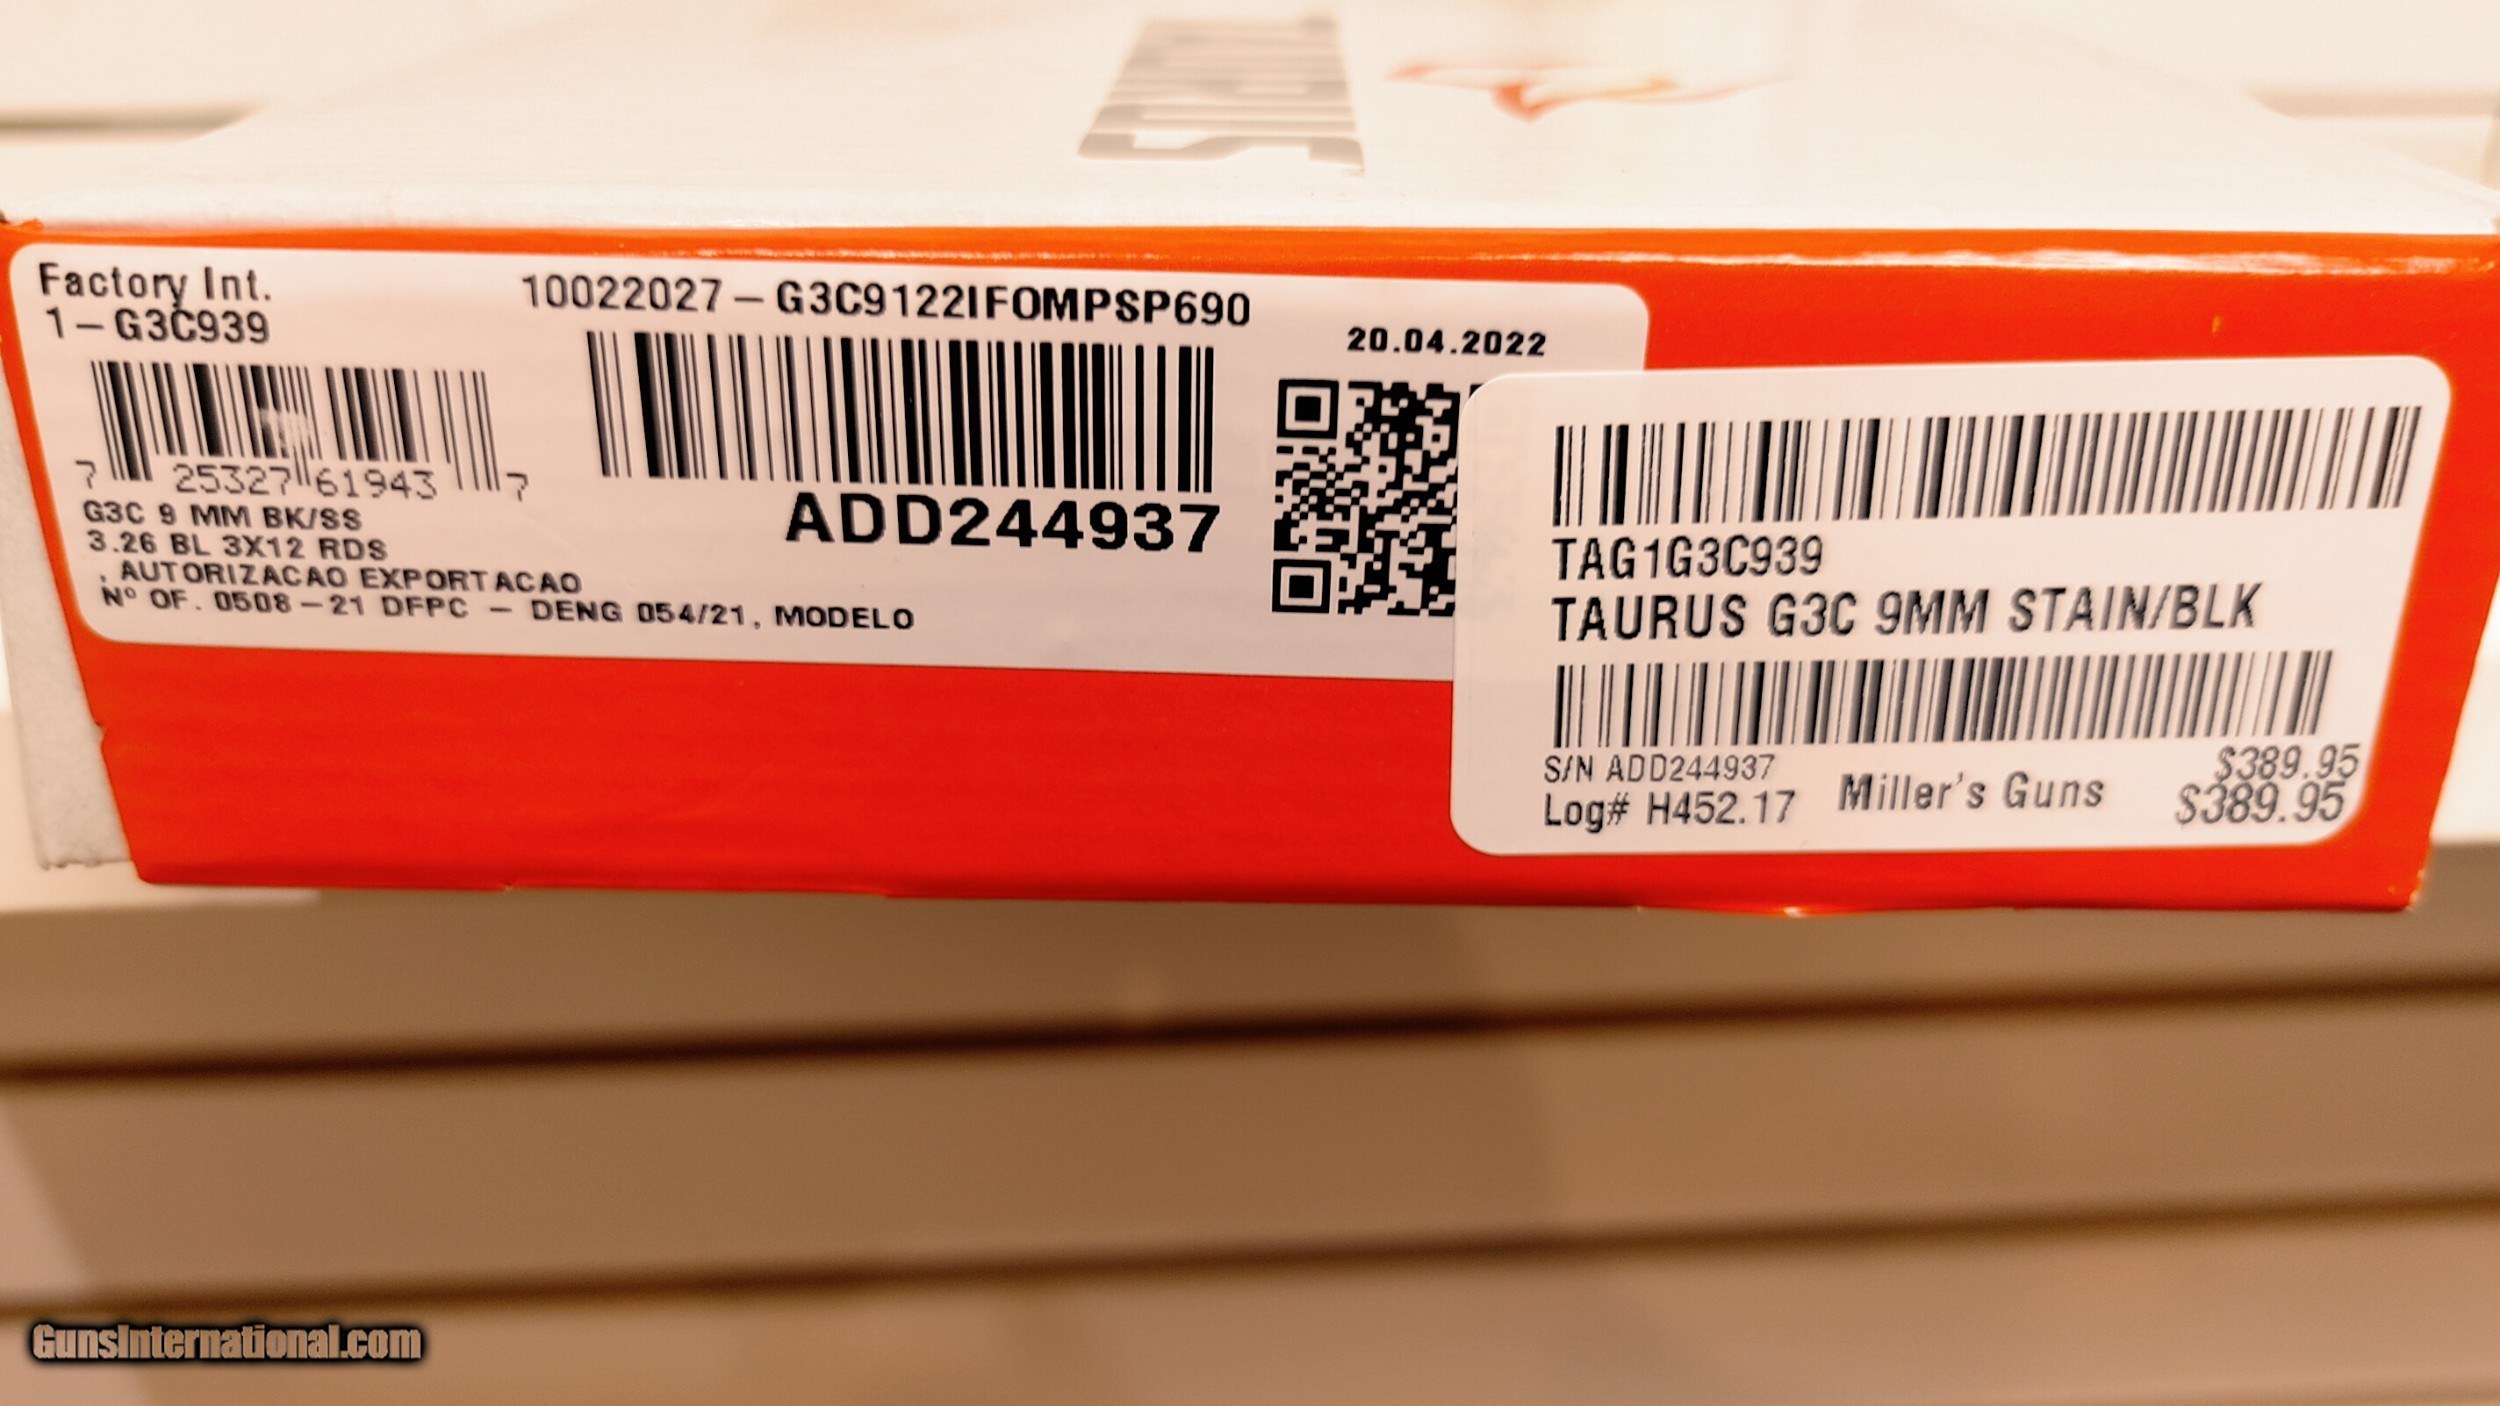 TAURUS
Factory Int.
1-G3C939
10022027-G3C9122IFOMPSP690
20.04.2022
7 25327 61943 7
ADD244937
G3C 9 MM BK/SS
3.26 BL 3X12 RDS
, AUTORIZACAO EXPORTACAO
Nº OF. 0508-21 DFPC - DENG 054/21, MODELO
TAG1G3C939
TAURUS G3C 9MM STAIN/BLK
S/N ADD244937
$389.95
Log# H452.17 Miller's Guns $389.95
GunsInternational.com